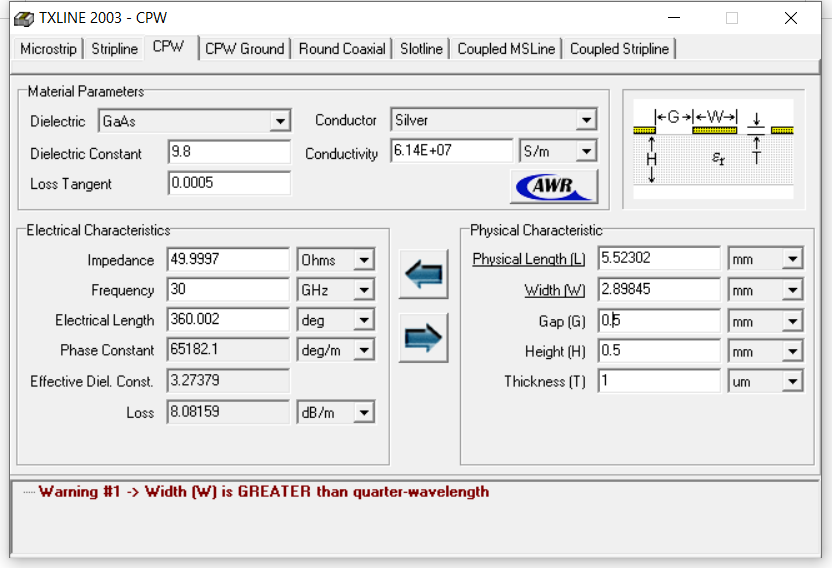 TXLINE 2003 - CPW
Microstrip Stripline CPW CPW Ground Round Coaxial Slotline Coupled MSLine Coupled Stripline
Material Parameters
Dielectric GaAs Conductor Silver
Dielectric Constant 9.8 Conductivity 6.14E+07 S/m
Loss Tangent 0.0005 AWR
←G→ ←W→
H εr T
Electrical Characteristics
Impedance 49.9997 Ohms
Frequency 30 GHz
Electrical Length 360.002 deg
Phase Constant 65182.1 deg/m
Effective Diel. Const. 3.27379
Loss 8.08159 dB/m
Physical Characteristic
Physical Length (L) 5.52302 mm
Width (W) 2.89845 mm
Gap (G) 0.5 mm
Height (H) 0.5 mm
Thickness (T) 1 um
Warning #1 -> Width (W) is GREATER than quarter-wavelength